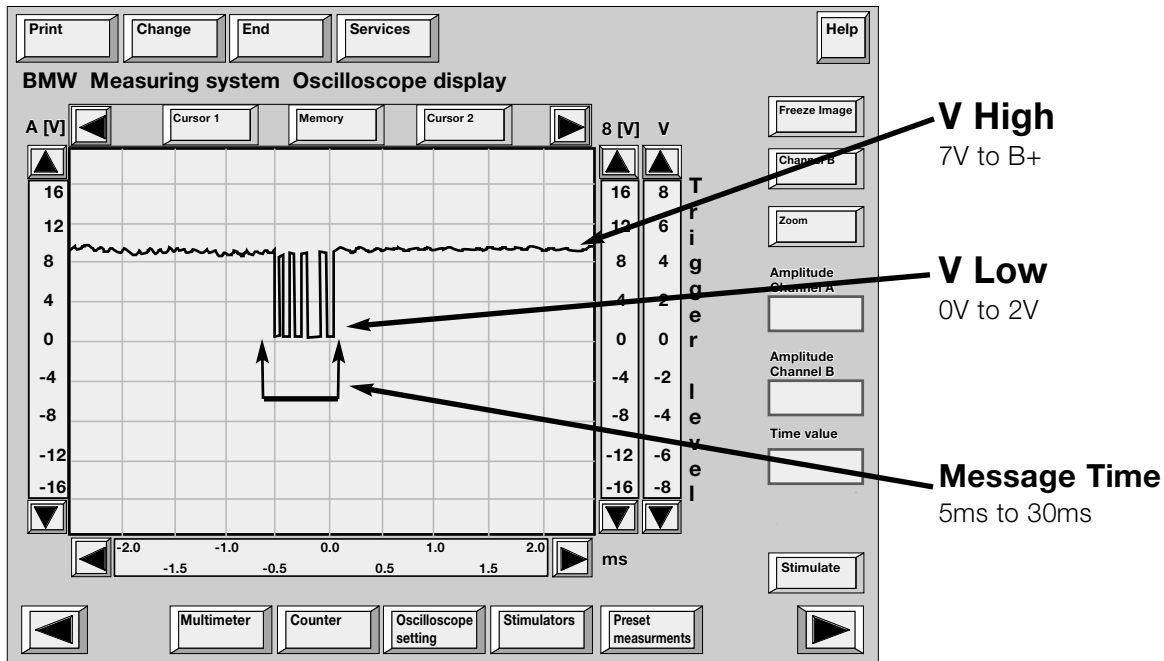 Print Change End Services Help
BMW Measuring system Oscilloscope display
A [V] Cursor 1 Memory Cursor 2 8 [V] V
Freeze Image
Channel B
Zoom
Amplitude
Channel A
Amplitude
Channel B
Time value
16 16 8
12 12 6
8 8 4
4 4 2
0 0 0
-4 -4 -2
-8 -8 -4
-12 -12 -6
-16 -16 -8
Trigger level
-2.0 -1.0 0.0 1.0 2.0 ms
-1.5 -0.5 0.5 1.5
Stimulate
Multimeter Counter Oscilloscope Stimulators Preset
setting measurments
V High
7V to B+
V Low
0V to 2V
Message Time
5ms to 30ms